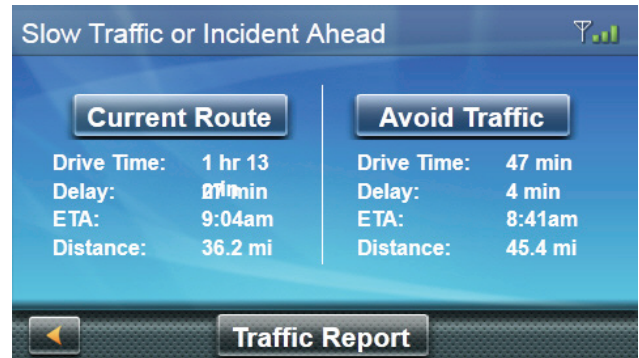 Slow Traffic or Incident Ahead
Current Route
Drive Time: 1 hr 13 min
Delay: 27 min
ETA: 9:04am
Distance: 36.2 mi
Avoid Traffic
Drive Time: 47 min
Delay: 4 min
ETA: 8:41am
Distance: 45.4 mi
Traffic Report